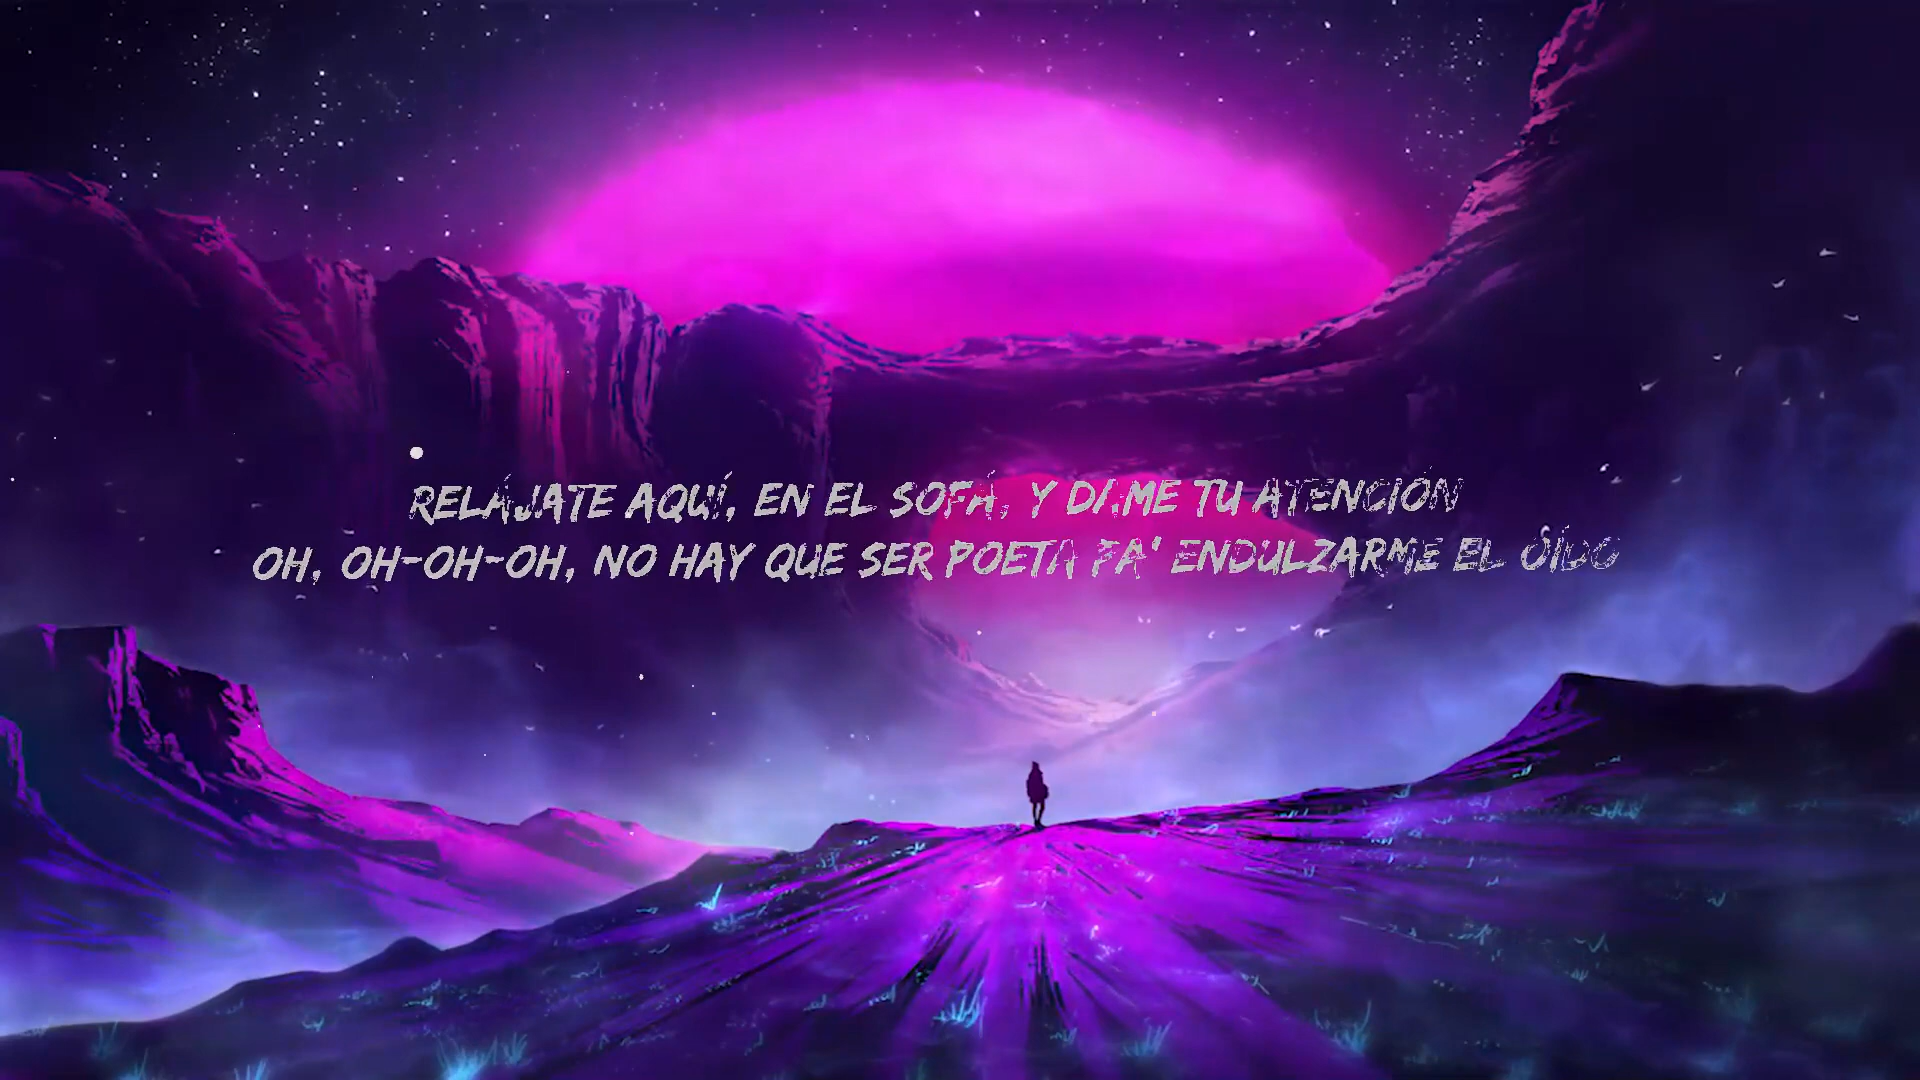 RELÁJATE AQUÍ, EN EL SOFÁ, Y DAME TU ATENCIÓN
OH, OH-OH-OH, NO HAY QUE SER POETA PA' ENDULZARME EL OÍDO